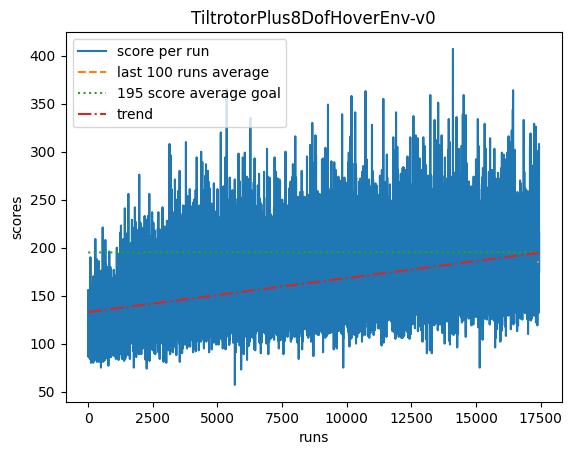 TiltrotorPlus8DofHoverEnv-v0
score per run
last 100 runs average
195 score average goal
trend
scores
400
350
300
250
200
150
100
50
0
2500
5000
7500
10000
12500
15000
17500
runs